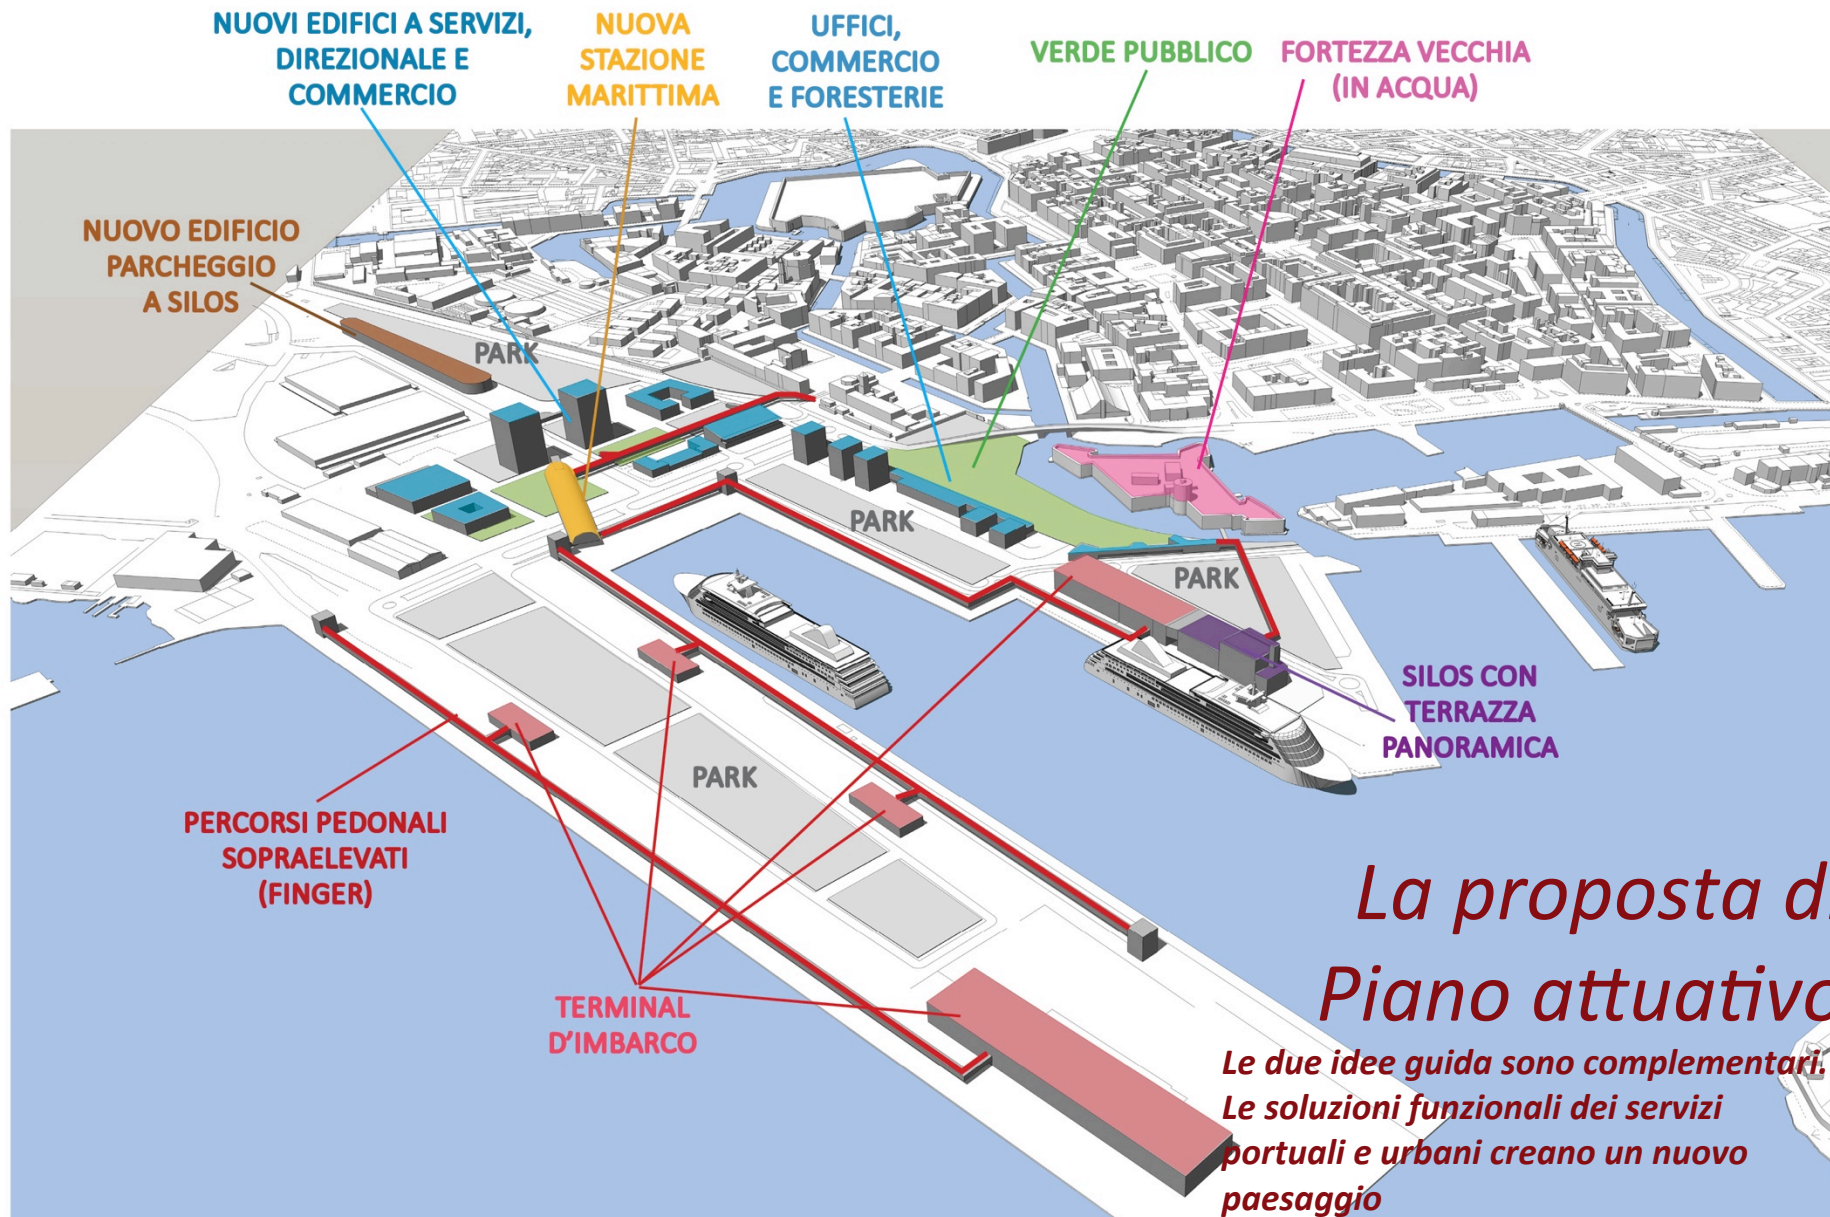 NUOVI EDIFICI A SERVIZI,
DIREZIONALE E
COMMERCIO
NUOVA
STAZIONE
MARITTIMA
UFFICI,
COMMERCIO
E FORESTERIE
VERDE PUBBLICO
FORTEZZA VECCHIA
(IN ACQUA)
NUOVO EDIFICIO
PARCHEGGIO
A SILOS
PARK
PARK
PARK
SILOS CON
TERRAZZA
PANORAMICA
PARK
PERCORSI PEDONALI
SOPRAELEVATI
(FINGER)
TERMINAL
D'IMBARCO
La proposta di
Piano attuativo
Le due idee guida sono complementari.
Le soluzioni funzionali dei servizi
portuali e urbani creano un nuovo
paesaggio